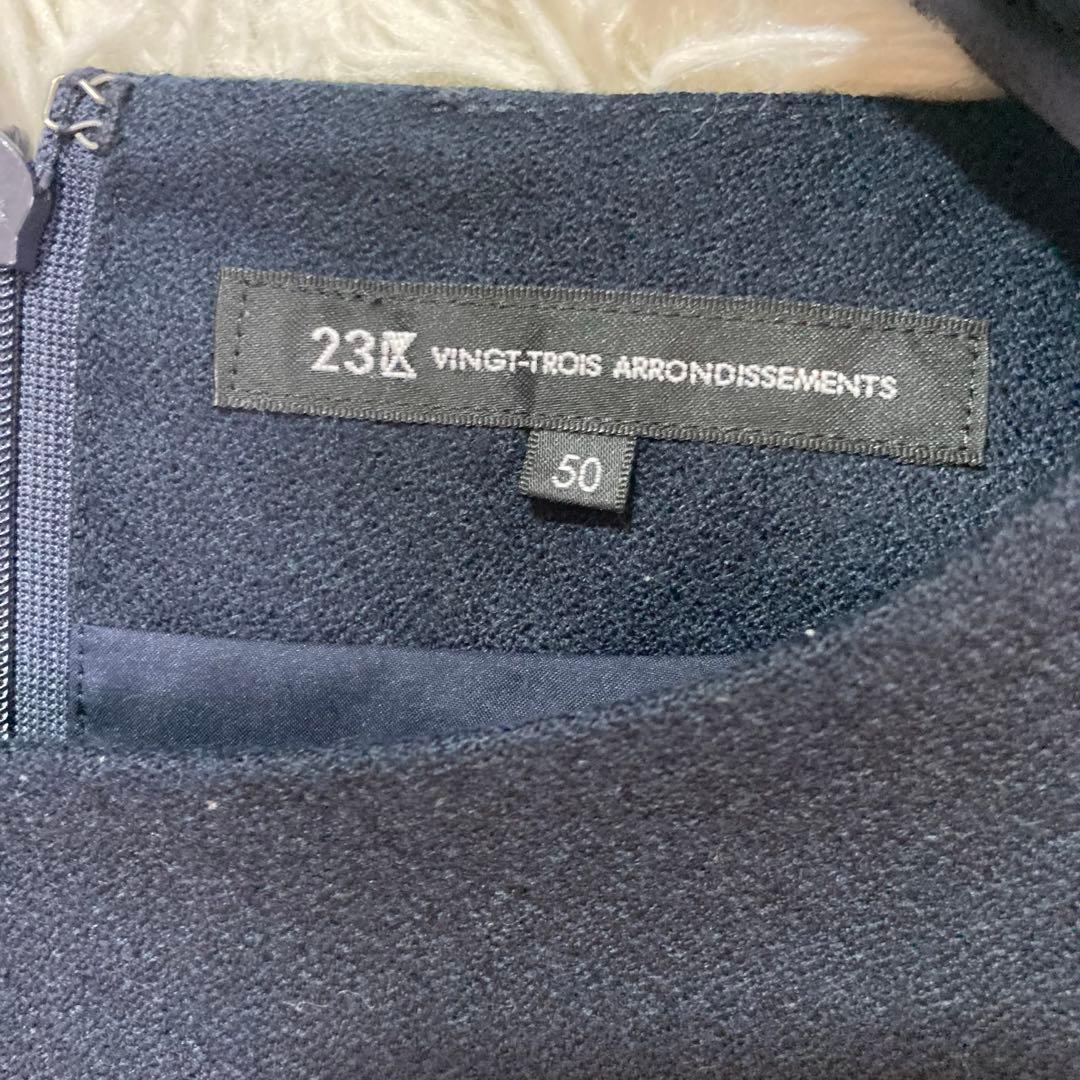 23区 VINGT-TROIS ARRONDISSEMENTS
50